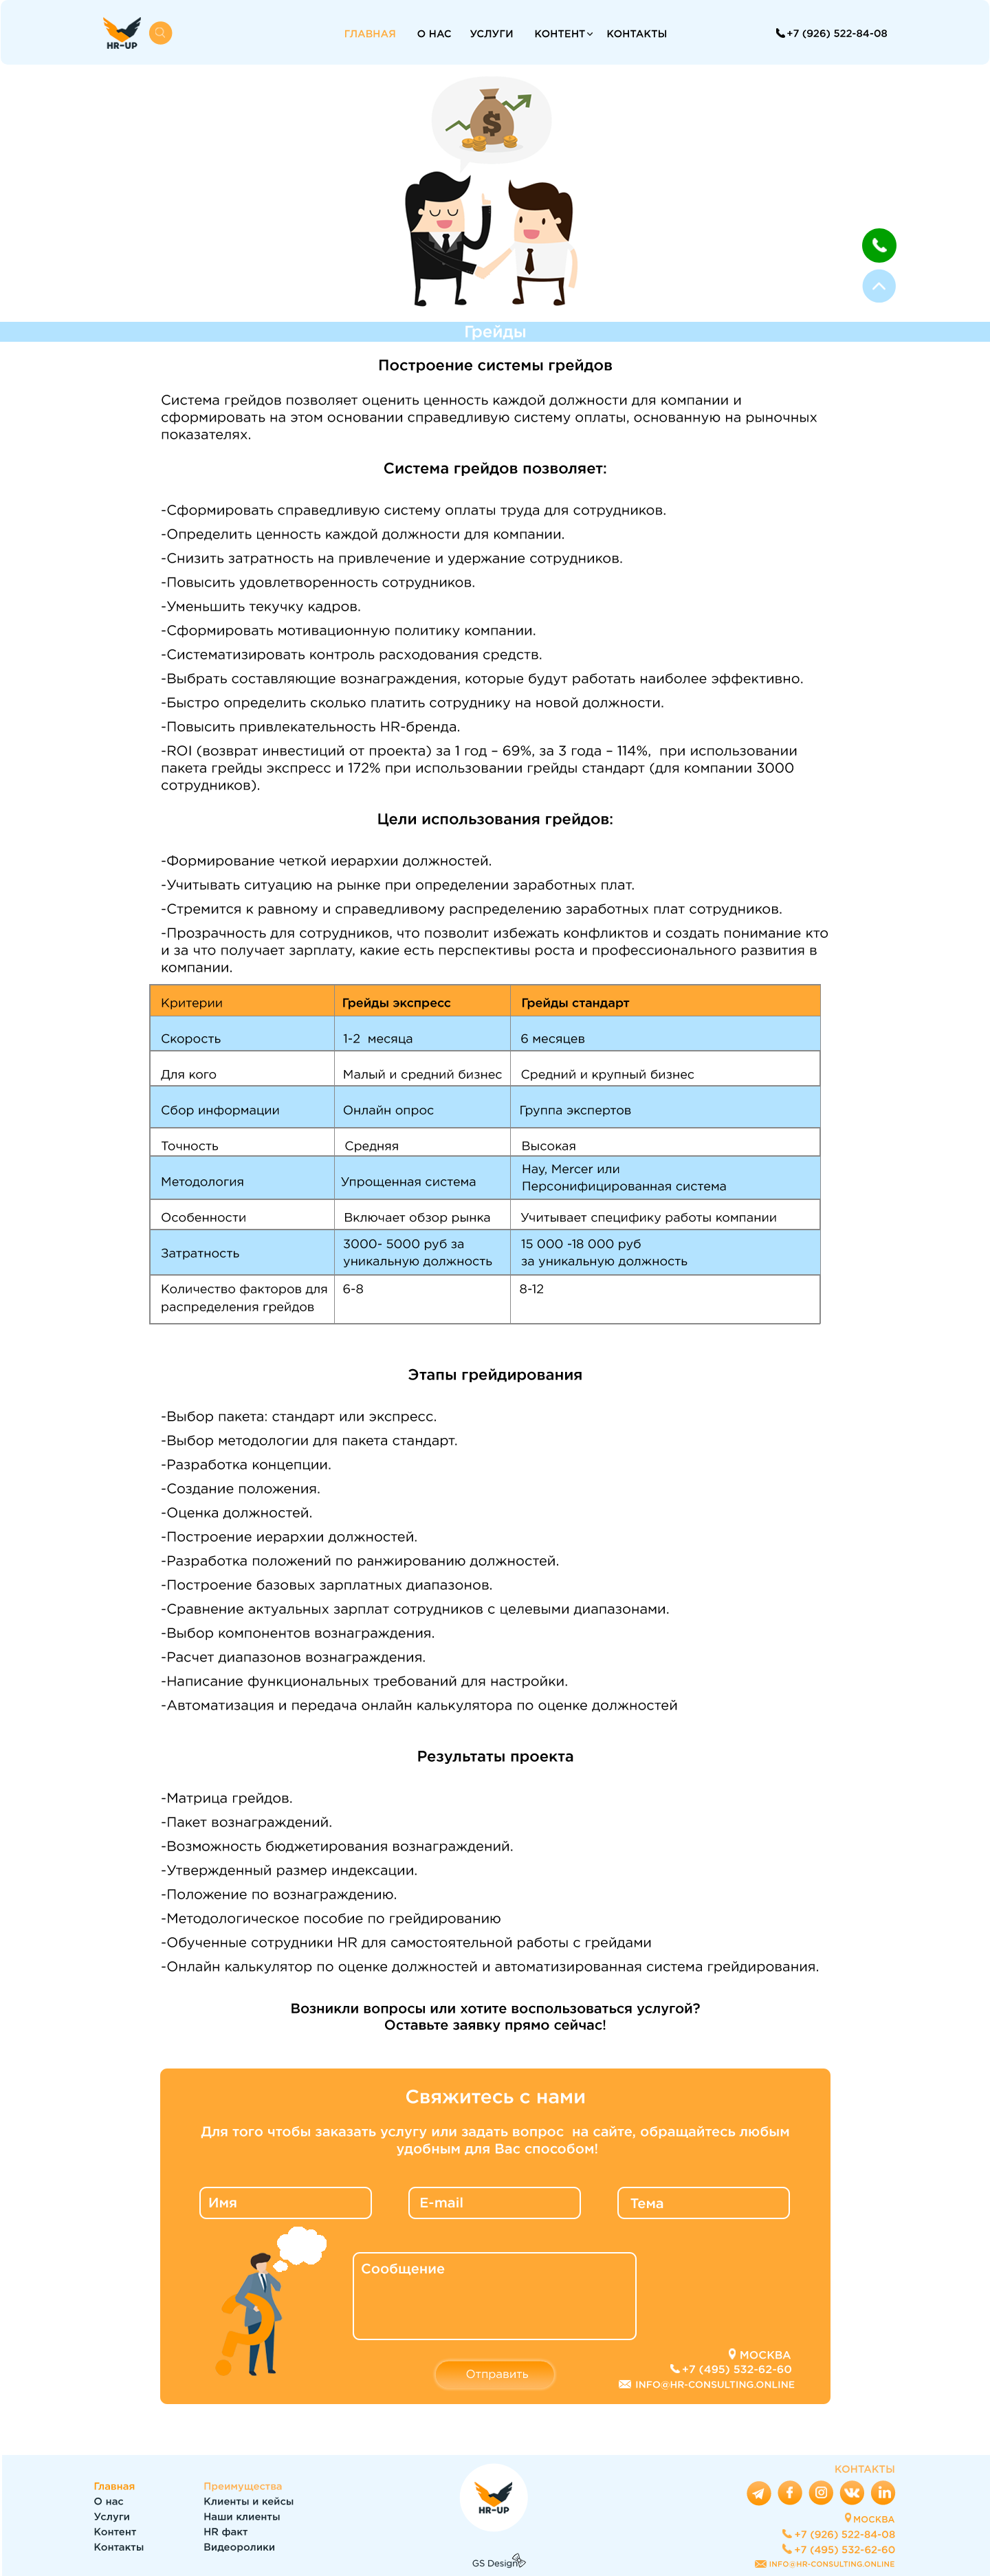 HR-UP
ГЛАВНАЯ О НАС УСЛУГИ КОНТЕНТ КОНТАКТЫ
+7 (926) 522-84-08
$
Грейды
Построение системы грейдов
Система грейдов позволяет оценить ценность каждой должности для компании и
сформировать на этом основании справедливую систему оплаты, основанную на рыночных
показателях.
Система грейдов позволяет:
-Сформировать справедливую систему оплаты труда для сотрудников.
-Определить ценность каждой должности для компании.
-Снизить затратность на привлечение и удержание сотрудников.
-Повысить удовлетворенность сотрудников.
-Уменьшить текучку кадров.
-Сформировать мотивационную политику компании.
-Систематизировать контроль расходования средств.
-Выбрать составляющие вознаграждения, которые будут работать наиболее эффективно.
-Быстро определить сколько платить сотруднику на новой должности.
-Повысить привлекательность HR-бренда.
-ROI (возврат инвестиций от проекта) за 1 год – 69%, за 3 года – 114%, при использовании
пакета грейды экспресс и 172% при использовании грейды стандарт (для компании 3000
сотрудников).
Цели использования грейдов:
-Формирование четкой иерархии должностей.
-Учитывать ситуацию на рынке при определении заработных плат.
-Стремится к равному и справедливому распределению заработных плат сотрудников.
-Прозрачность для сотрудников, что позволит избежать конфликтов и создать понимание кто
и за что получает зарплату, какие есть перспективы роста и профессионального развития в
компании.
Критерии Грейды экспресс Грейды стандарт
Скорость 1-2 месяца 6 месяцев
Для кого Малый и средний бизнес Средний и крупный бизнес
Сбор информации Онлайн опрос Группа экспертов
Точность Средняя Высокая
Методология Упрощенная система Hay, Mercer или
Персонифицированная система
Особенности Включает обзор рынка Учитывает специфику работы компании
Затратность 3000- 5000 руб за 15 000 -18 000 руб
уникальную должность за уникальную должность
Количество факторов для 6-8 8-12
распределения грейдов
Этапы грейдирования
-Выбор пакета: стандарт или экспресс.
-Выбор методологии для пакета стандарт.
-Разработка концепции.
-Создание положения.
-Оценка должностей.
-Построение иерархии должностей.
-Разработка положений по ранжированию должностей.
-Построение базовых зарплатных диапазонов.
-Сравнение актуальных зарплат сотрудников с целевыми диапазонами.
-Выбор компонентов вознаграждения.
-Расчет диапазонов вознаграждения.
-Написание функциональных требований для настройки.
-Автоматизация и передача онлайн калькулятора по оценке должностей
Результаты проекта
-Матрица грейдов.
-Пакет вознаграждений.
-Возможность бюджетирования вознаграждений.
-Утвержденный размер индексации.
-Положение по вознаграждению.
-Методологическое пособие по грейдированию
-Обученные сотрудники HR для самостоятельной работы с грейдами
-Онлайн калькулятор по оценке должностей и автоматизированная система грейдирования.
Возникли вопросы или хотите воспользоваться услугой?
Оставьте заявку прямо сейчас!
Свяжитесь с нами
Для того чтобы заказать услугу или задать вопрос на сайте, обращайтесь любым
удобным для Вас способом!
Имя E-mail Тема
Сообщение
Отправить
МОСКВА
+7 (495) 532-62-60
INFO@HR-CONSULTING.ONLINE
Главная
О нас
Услуги
Контент
Контакты
Преимущества
Клиенты и кейсы
Наши клиенты
HR факт
Видеоролики
HR-UP
GS Design
КОНТАКТЫ
МОСКВА
+7 (926) 522-84-08
+7 (495) 532-62-60
INFO@HR-CONSULTING.ONLINE